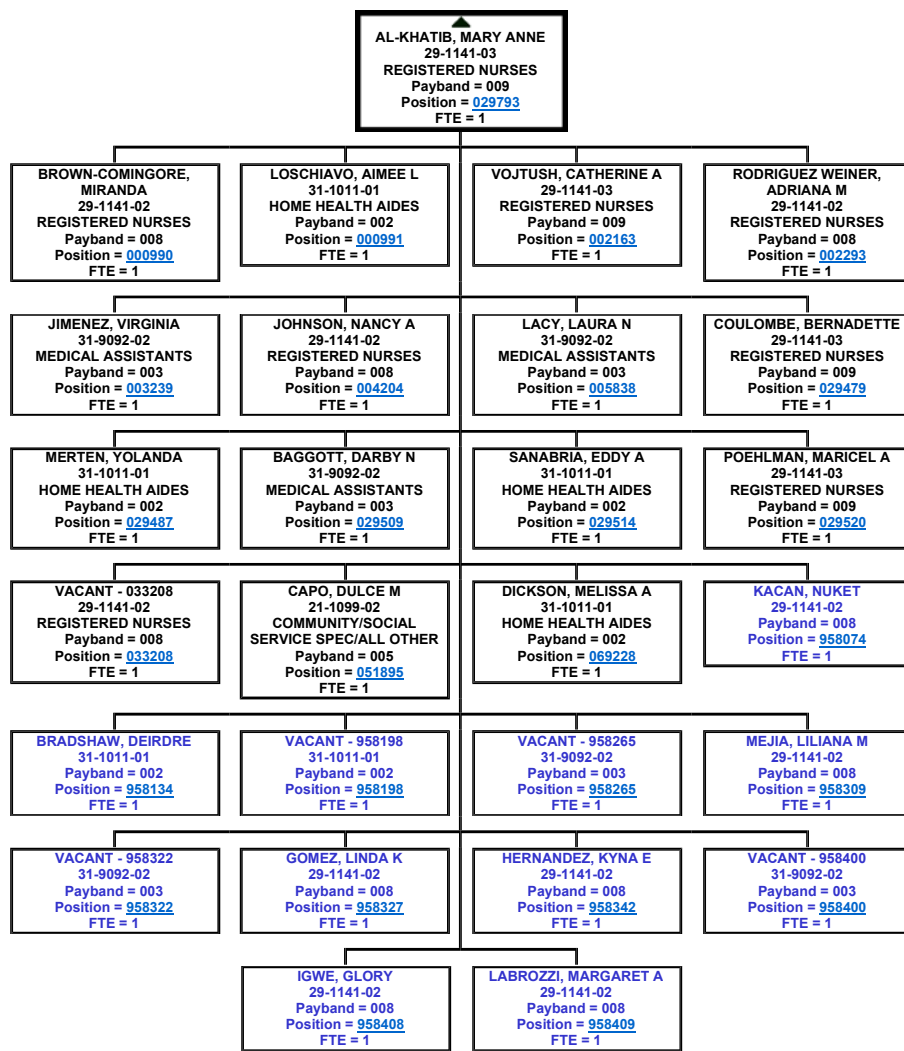 AL-KHATIB, MARY ANNE
29-1141-03
REGISTERED NURSES
Payband = 009
Position = 029793
FTE = 1
BROWN-COMINGORE,
MIRANDA
29-1141-02
REGISTERED NURSES
Payband = 008
Position = 000990
FTE = 1
LOSCHIAVO, AIMEE L
31-1011-01
HOME HEALTH AIDES
Payband = 002
Position = 000991
FTE = 1
VOJTUSH, CATHERINE A
29-1141-03
REGISTERED NURSES
Payband = 009
Position = 002163
FTE = 1
RODRIGUEZ WEINER,
ADRIANA M
29-1141-02
REGISTERED NURSES
Payband = 008
Position = 002293
FTE = 1
JIMENEZ, VIRGINIA
31-9092-02
MEDICAL ASSISTANTS
Payband = 003
Position = 003239
FTE = 1
JOHNSON, NANCY A
29-1141-02
REGISTERED NURSES
Payband = 008
Position = 004204
FTE = 1
LACY, LAURA N
31-9092-02
MEDICAL ASSISTANTS
Payband = 003
Position = 005838
FTE = 1
COULOMBE, BERNADETTE
29-1141-03
REGISTERED NURSES
Payband = 009
Position = 029479
FTE = 1
MERTEN, YOLANDA
31-1011-01
HOME HEALTH AIDES
Payband = 002
Position = 029487
FTE = 1
BAGGOTT, DARBY N
31-9092-02
MEDICAL ASSISTANTS
Payband = 003
Position = 029509
FTE = 1
SANABRIA, EDDY A
31-1011-01
HOME HEALTH AIDES
Payband = 002
Position = 029514
FTE = 1
POEHLMAN, MARICEL A
29-1141-03
REGISTERED NURSES
Payband = 009
Position = 029520
FTE = 1
VACANT - 033208
29-1141-02
REGISTERED NURSES
Payband = 008
Position = 033208
FTE = 1
CAPO, DULCE M
21-1099-02
COMMUNITY/SOCIAL
SERVICE SPEC/ALL OTHER
Payband = 005
Position = 051895
FTE = 1
DICKSON, MELISSA A
31-1011-01
HOME HEALTH AIDES
Payband = 002
Position = 069228
FTE = 1
KACAN, NUKET
29-1141-02
Payband = 008
Position = 958074
FTE = 1
BRADSHAW, DEIRDRE
31-1011-01
Payband = 002
Position = 958134
FTE = 1
VACANT - 958198
31-1011-01
Payband = 002
Position = 958198
FTE = 1
VACANT - 958265
31-9092-02
Payband = 003
Position = 958265
FTE = 1
MEJIA, LILIANA M
29-1141-02
Payband = 008
Position = 958309
FTE = 1
VACANT - 958322
31-9092-02
Payband = 003
Position = 958322
FTE = 1
GOMEZ, LINDA K
29-1141-02
Payband = 008
Position = 958327
FTE = 1
HERNANDEZ, KYNA E
29-1141-02
Payband = 008
Position = 958342
FTE = 1
VACANT - 958400
31-9092-02
Payband = 003
Position = 958400
FTE = 1
IGWE, GLORY
29-1141-02
Payband = 008
Position = 958408
FTE = 1
LABROZZI, MARGARET A
29-1141-02
Payband = 008
Position = 958409
FTE = 1